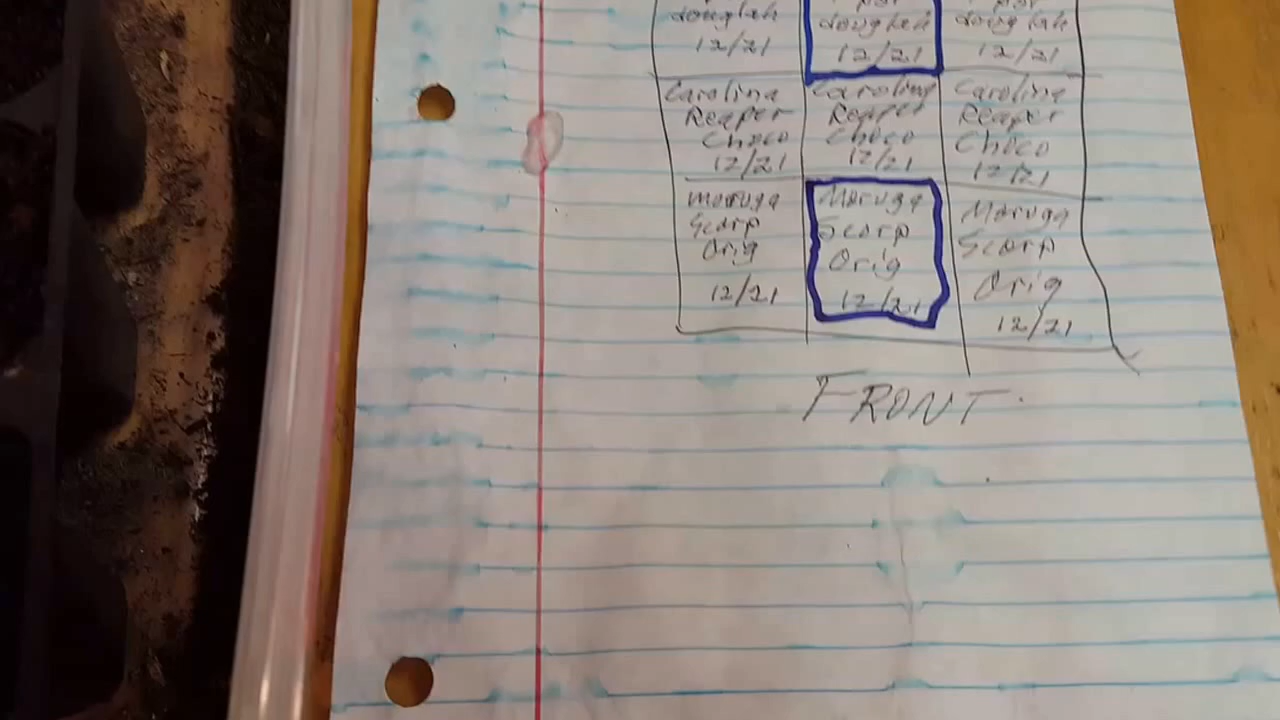 douglah douglah douglah
12/21 12/21 12/21
Carolina Carolina Carolina
Reaper Reaper Reaper
Choco Choco Choco
12/21 12/21 12/21
Moruga Moruga Moruga
Scorp Scorp Scorp
Orig Orig Orig
12/21 12/21 12/21
FRONT